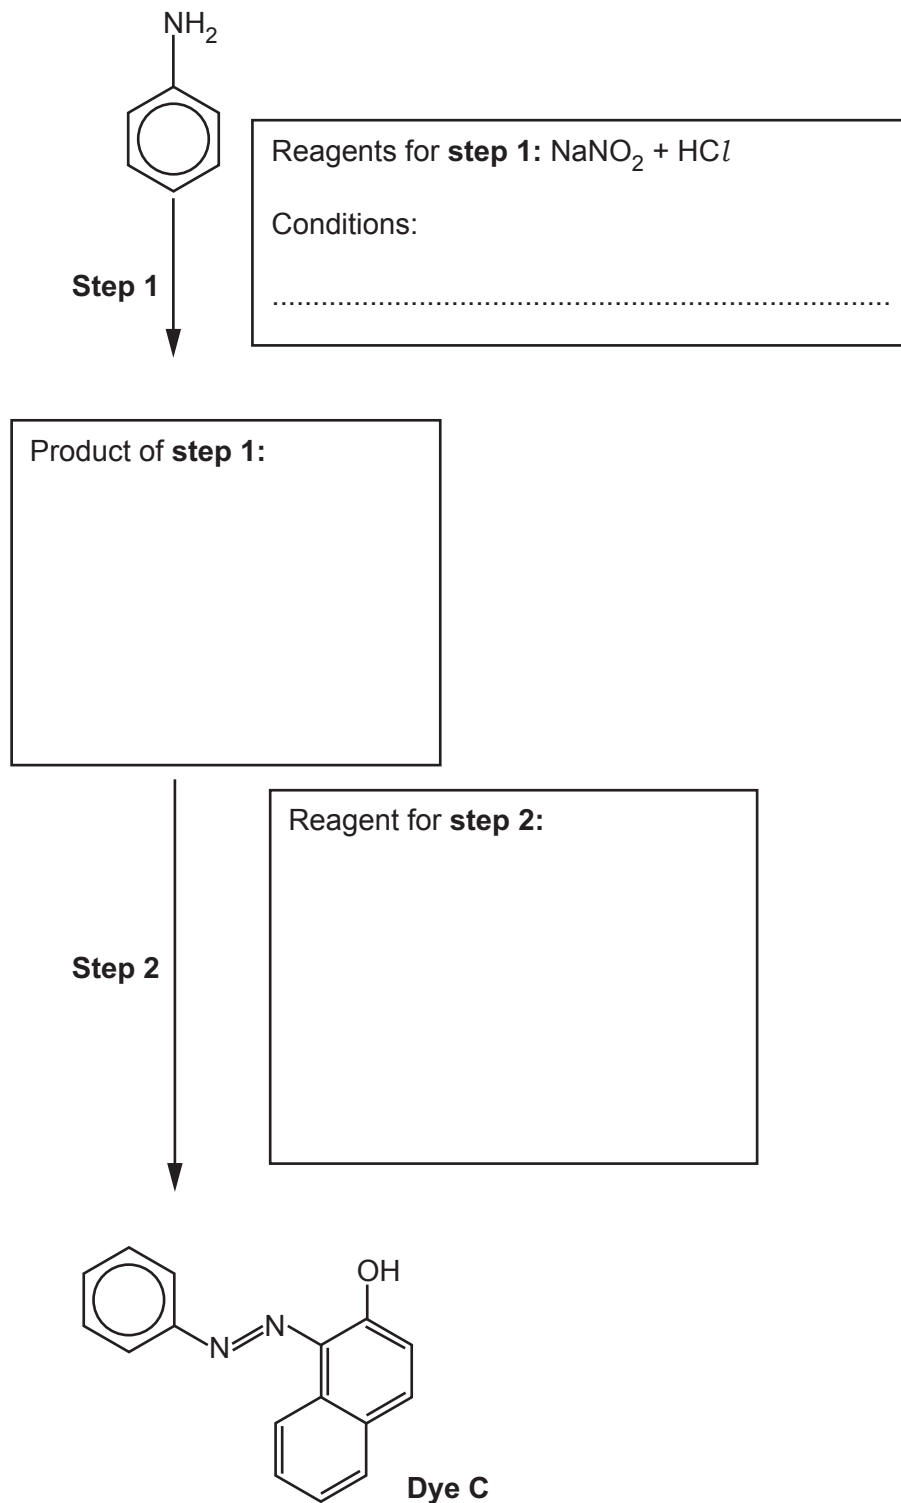 NH2
Reagents for step 1: NaNO2 + HCl
Conditions:
................................................................................
Step 1
Product of step 1:
Reagent for step 2:
Step 2
OH
N
N
Dye C